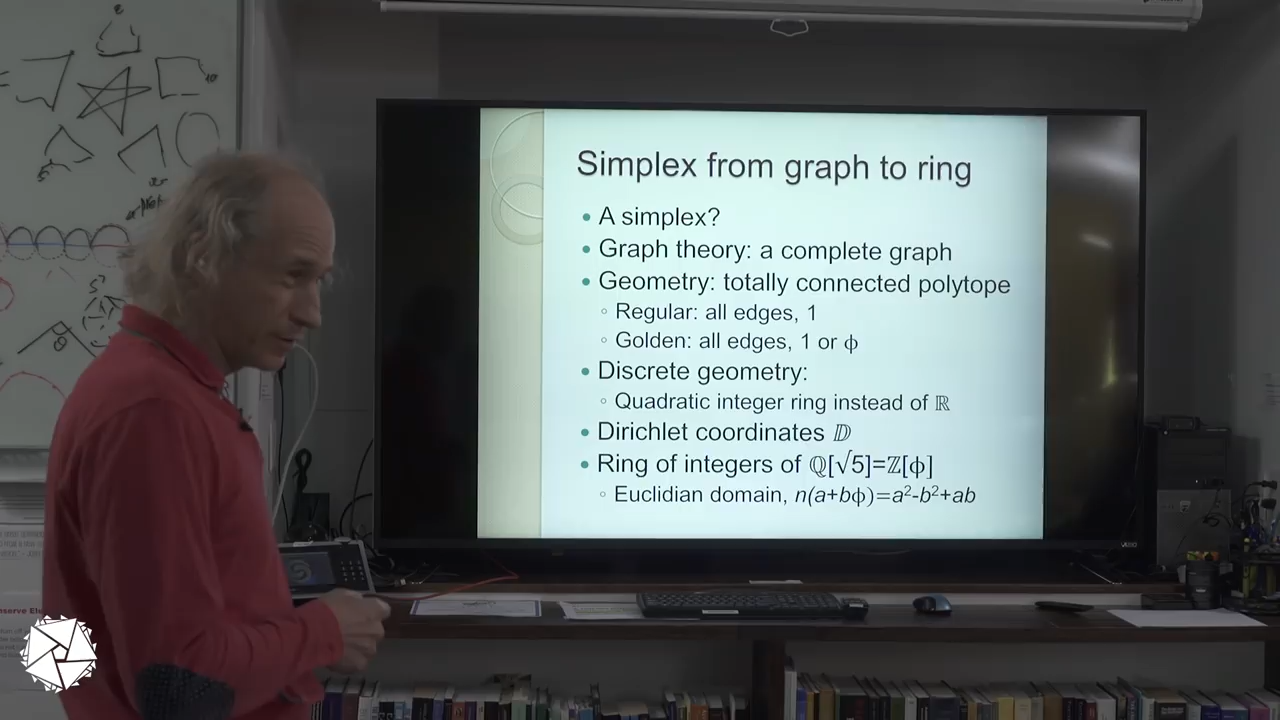 Simplex from graph to ring
• A simplex?
• Graph theory: a complete graph
• Geometry: totally connected polytope
◦ Regular: all edges, 1
◦ Golden: all edges, 1 or ϕ
• Discrete geometry:
◦ Quadratic integer ring instead of ℝ
• Dirichlet coordinates 𝔻
• Ring of integers of ℚ[√5]=ℤ[ϕ]
◦ Euclidian domain, n(a+bϕ)=a²-b²+ab
VIZIO